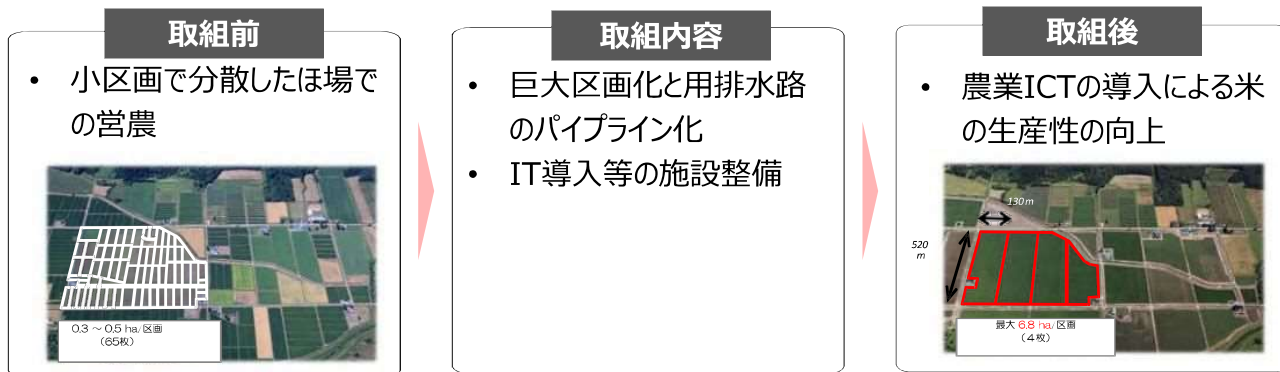 取組前
• 小区画で分散したほ場で
の営農
0.3 ～ 0.5 ha/区画
（65枚）
取組内容
• 巨大区画化と用排水路
のパイプライン化
• IT導入等の施設整備
取組後
• 農業ICTの導入による米
の生産性の向上
130m
520
m
最大 6.8 ha/区画
（4枚）